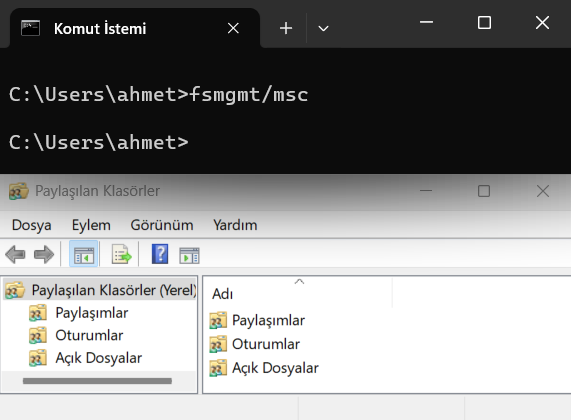 Komut İstemi
C:\Users\ahmet>fsmgmt/msc
C:\Users\ahmet>
Paylaşılan Klasörler
Dosya Eylem Görünüm Yardım
Paylaşılan Klasörler (Yerel)
Paylaşımlar
Oturumlar
Açık Dosyalar
Adı
Paylaşımlar
Oturumlar
Açık Dosyalar